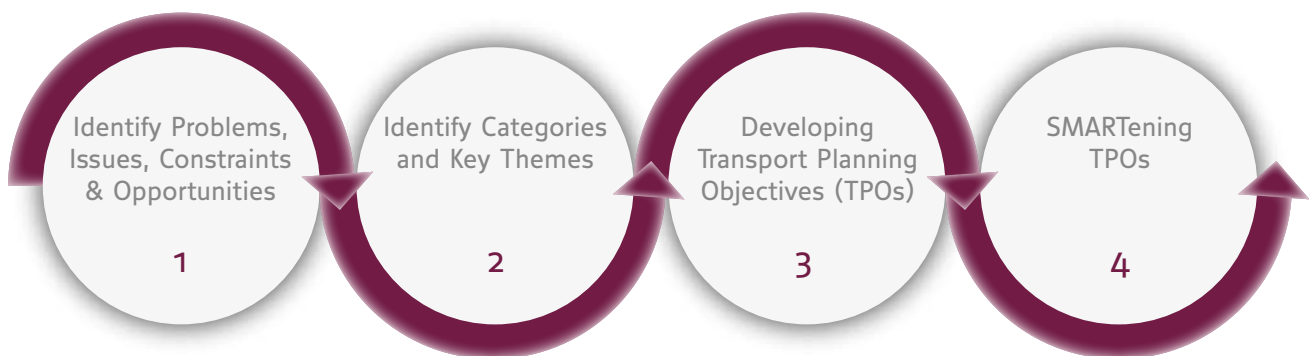 Identify Problems,
Issues, Constraints
& Opportunities
1
Identify Categories
and Key Themes
2
Developing
Transport Planning
Objectives (TPOs)
3
SMARTening
TPOs
4